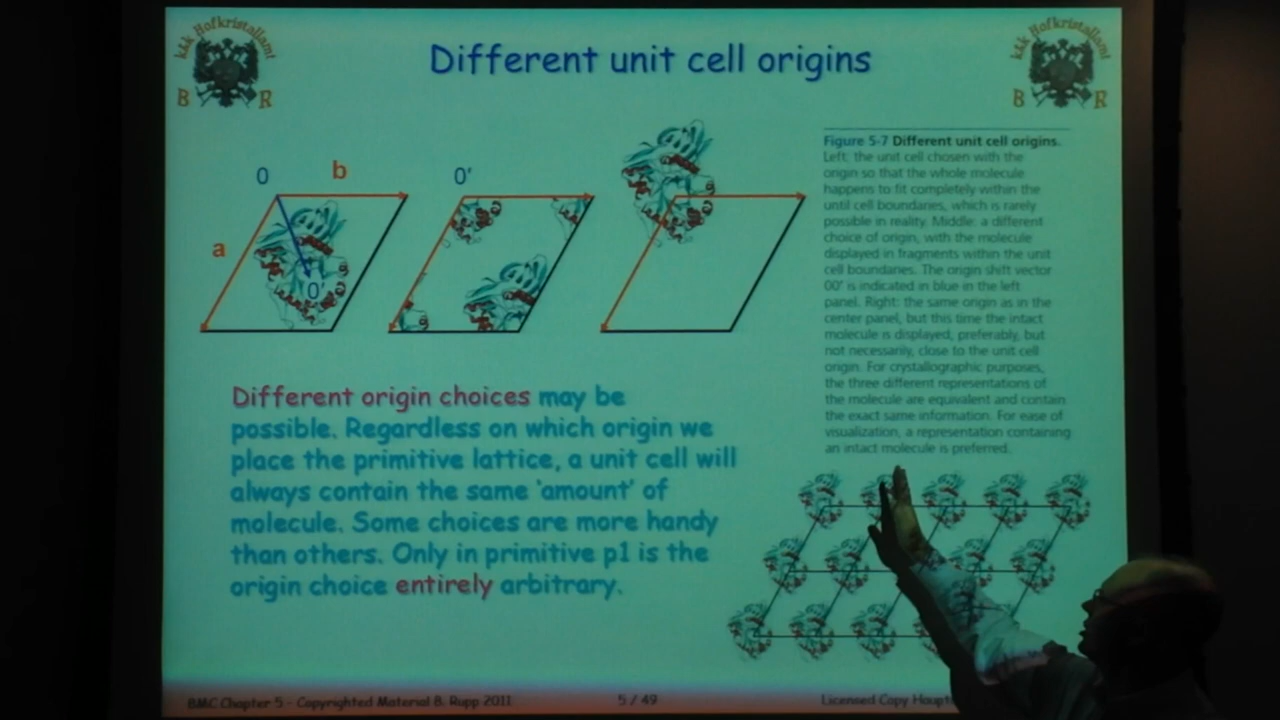 k&k Hofkristallamt
B R
Different unit cell origins
k&k Hofkristallamt
B R
0
b
a
0'
0'
Figure 5-7 Different unit cell origins.
Left: the unit cell chosen with the
origin so that the whole molecule
happens to fit completely within the
until cell boundaries, which is rarely
possible in reality. Middle: a different
choice of origin, with the molecule
displayed in fragments within the unit
cell boundaries. The origin shift vector
00' is indicated in blue in the left
panel. Right: the same origin as in the
center panel, but this time the intact
molecule is displayed, preferably, but
not necessarily, close to the unit cell
origin. For crystallographic purposes,
the three different representations of
the molecule are equivalent and contain
the exact same information. For ease of
visualization, a representation containing
an intact molecule is preferred.
Different origin choices may be
possible. Regardless on which origin we
place the primitive lattice, a unit cell will
always contain the same 'amount' of
molecule. Some choices are more handy
than others. Only in primitive p1 is the
origin choice entirely arbitrary.
BMC Chapter 5 - Copyrighted Material B. Rupp 2011
5 / 49
Licensed Copy